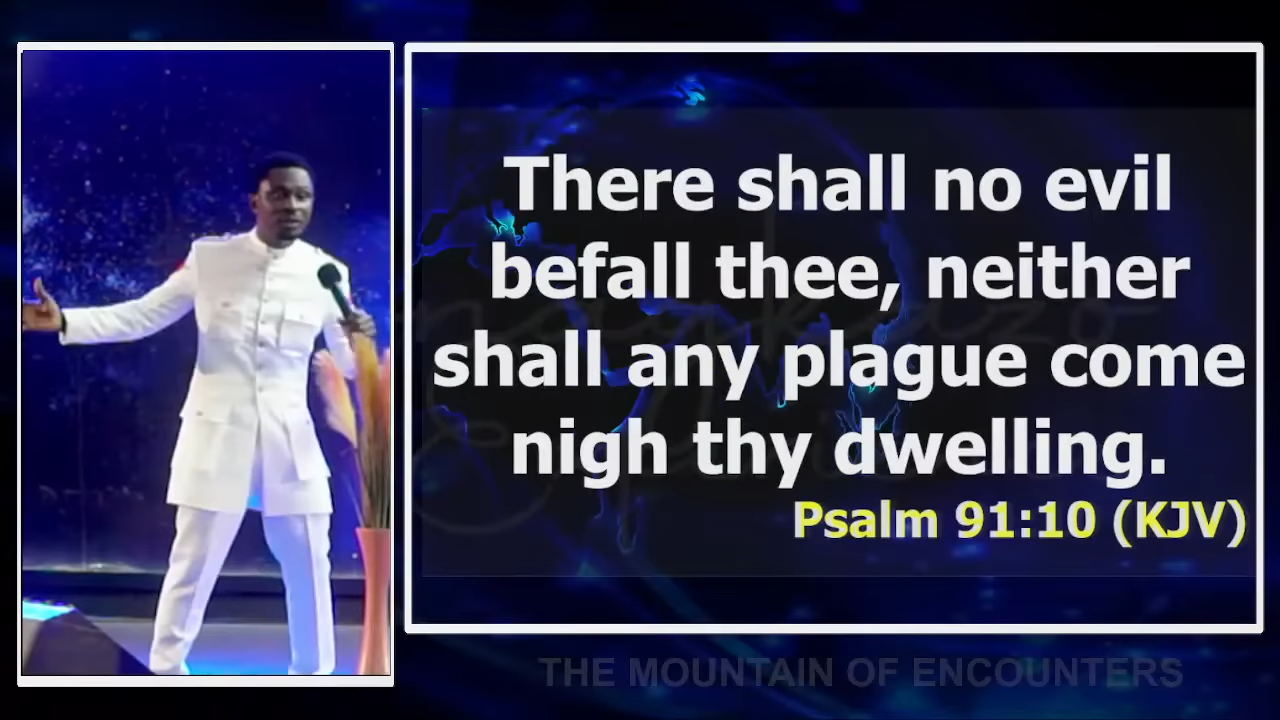 There shall no evil
befall thee, neither
shall any plague come
nigh thy dwelling.
Psalm 91:10 (KJV)
THE MOUNTAIN OF ENCOUNTERS